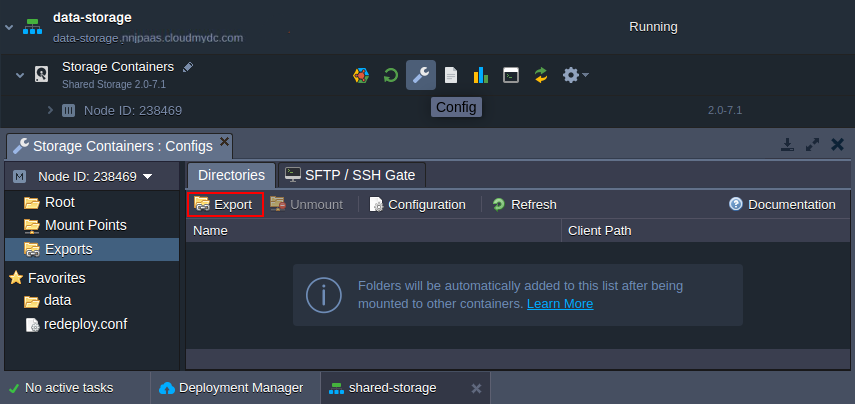 data-storage
data-storage.nnjpaas.cloudmydc.com
Running
Storage Containers
Shared Storage 2.0-7.1
Config
Node ID: 238469
2.0-7.1
Storage Containers : Configs
M Node ID: 238469
Directories
SFTP / SSH Gate
Root
Mount Points
Exports
Favorites
data
redeploy.conf
Export
Unmount
Configuration
Refresh
Documentation
Name
Client Path
Folders will be automatically added to this list after being
mounted to other containers. Learn More
No active tasks
Deployment Manager
shared-storage